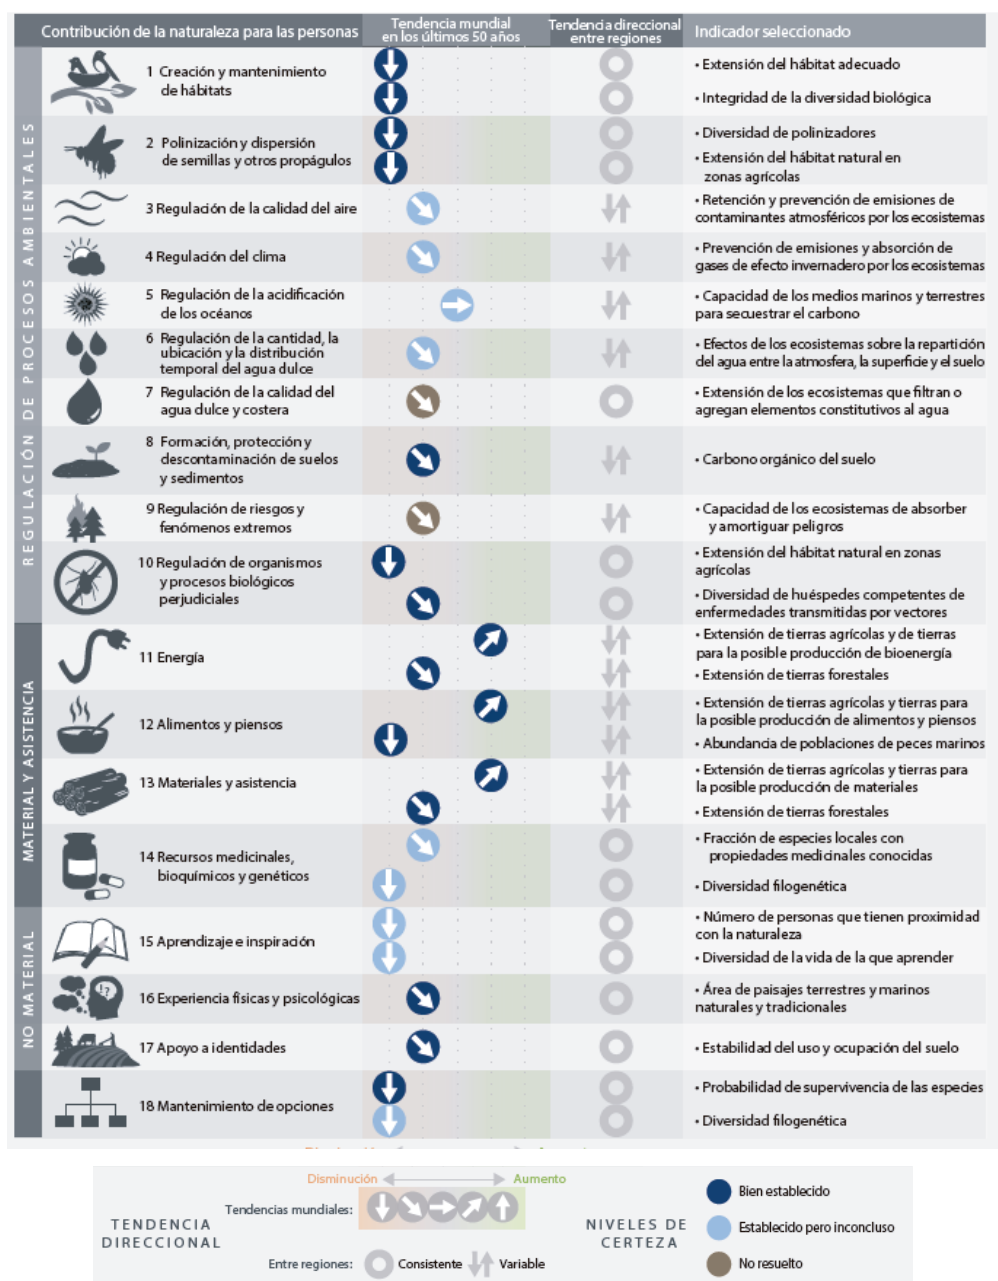 Contribución de la naturaleza para las personas
Tendencia mundial
en los últimos 50 años
Tendencia direccional
entre regiones
Indicador seleccionado
REGULACIÓN DE PROCESOS AMBIENTALES
1 Creación y mantenimiento
de hábitats
• Extensión del hábitat adecuado
• Integridad de la diversidad biológica
2 Polinización y dispersión
de semillas y otros propágulos
• Diversidad de polinizadores
• Extensión del hábitat natural en
zonas agrícolas
3 Regulación de la calidad del aire
• Retención y prevención de emisiones de
contaminantes atmosféricos por los ecosistemas
4 Regulación del clima
• Prevención de emisiones y absorción de
gases de efecto invernadero por los ecosistemas
5 Regulación de la acidificación
de los océanos
• Capacidad de los medios marinos y terrestres
para secuestrar el carbono
6 Regulación de la cantidad, la
ubicación y la distribución
temporal del agua dulce
• Efectos de los ecosistemas sobre la repartición
del agua entre la atmosfera, la superficie y el suelo
7 Regulación de la calidad del
agua dulce y costera
• Extensión de los ecosistemas que filtran o
agregan elementos constitutivos al agua
8 Formación, protección y
descontaminación de suelos
y sedimentos
• Carbono orgánico del suelo
9 Regulación de riesgos y
fenómenos extremos
• Capacidad de los ecosistemas de absorber
y amortiguar peligros
10 Regulación de organismos
y procesos biológicos
perjudiciales
• Extensión del hábitat natural en zonas
agrícolas
• Diversidad de huéspedes competentes de
enfermedades transmitidas por vectores
MATERIAL Y ASISTENCIA
11 Energía
• Extensión de tierras agrícolas y de tierras
para la posible producción de bioenergía
• Extensión de tierras forestales
12 Alimentos y piensos
• Extensión de tierras agrícolas y tierras para
la posible producción de alimentos y piensos
• Abundancia de poblaciones de peces marinos
13 Materiales y asistencia
• Extensión de tierras agrícolas y tierras para
la posible producción de materiales
• Extensión de tierras forestales
14 Recursos medicinales,
bioquímicos y genéticos
• Fracción de especies locales con
propiedades medicinales conocidas
• Diversidad filogenética
NO MATERIAL
15 Aprendizaje e inspiración
• Número de personas que tienen proximidad
con la naturaleza
• Diversidad de la vida de la que aprender
16 Experiencia físicas y psicológicas
• Área de paisajes terrestres y marinos
naturales y tradicionales
17 Apoyo a identidades
• Estabilidad del uso y ocupación del suelo
18 Mantenimiento de opciones
• Probabilidad de supervivencia de las especies
• Diversidad filogenética
TENDENCIA
DIRECCIONAL
Disminución
Aumento
Tendencias mundiales:
Entre regiones:
Consistente
Variable
NIVELES DE
CERTEZA
Bien establecido
Establecido pero inconcluso
No resuelto